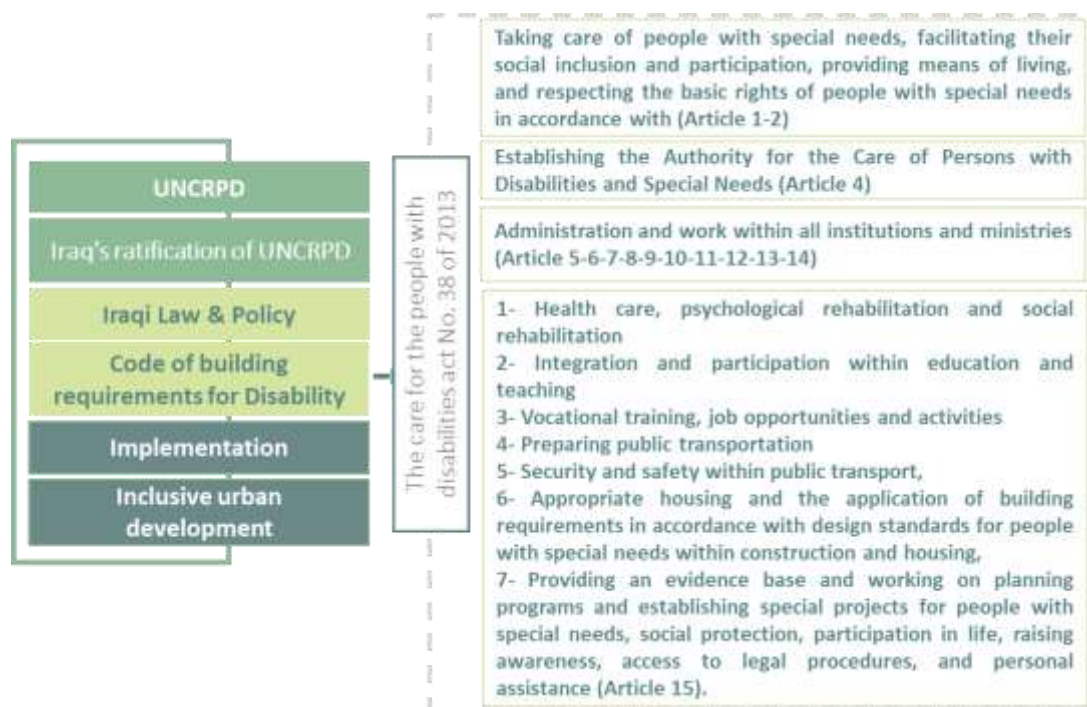 UNCRPD
Iraq's ratification of UNCRPD
Iraqi Law & Policy
Code of building
requirements for Disability
Implementation
Inclusive urban
development
The care for the people with
disabilities act No. 38 of 2013
Taking care of people with special needs, facilitating their
social inclusion and participation, providing means of living,
and respecting the basic rights of people with special needs
in accordance with (Article 1-2)
Establishing the Authority for the Care of Persons with
Disabilities and Special Needs (Article 4)
Administration and work within all institutions and ministries
(Article 5-6-7-8-9-10-11-12-13-14)
1- Health care, psychological rehabilitation and social
rehabilitation
2- Integration and participation within education and
teaching
3- Vocational training, job opportunities and activities
4- Preparing public transportation
5- Security and safety within public transport,
6- Appropriate housing and the application of building
requirements in accordance with design standards for people
with special needs within construction and housing,
7- Providing an evidence base and working on planning
programs and establishing special projects for people with
special needs, social protection, participation in life, raising
awareness, access to legal procedures, and personal
assistance (Article 15).